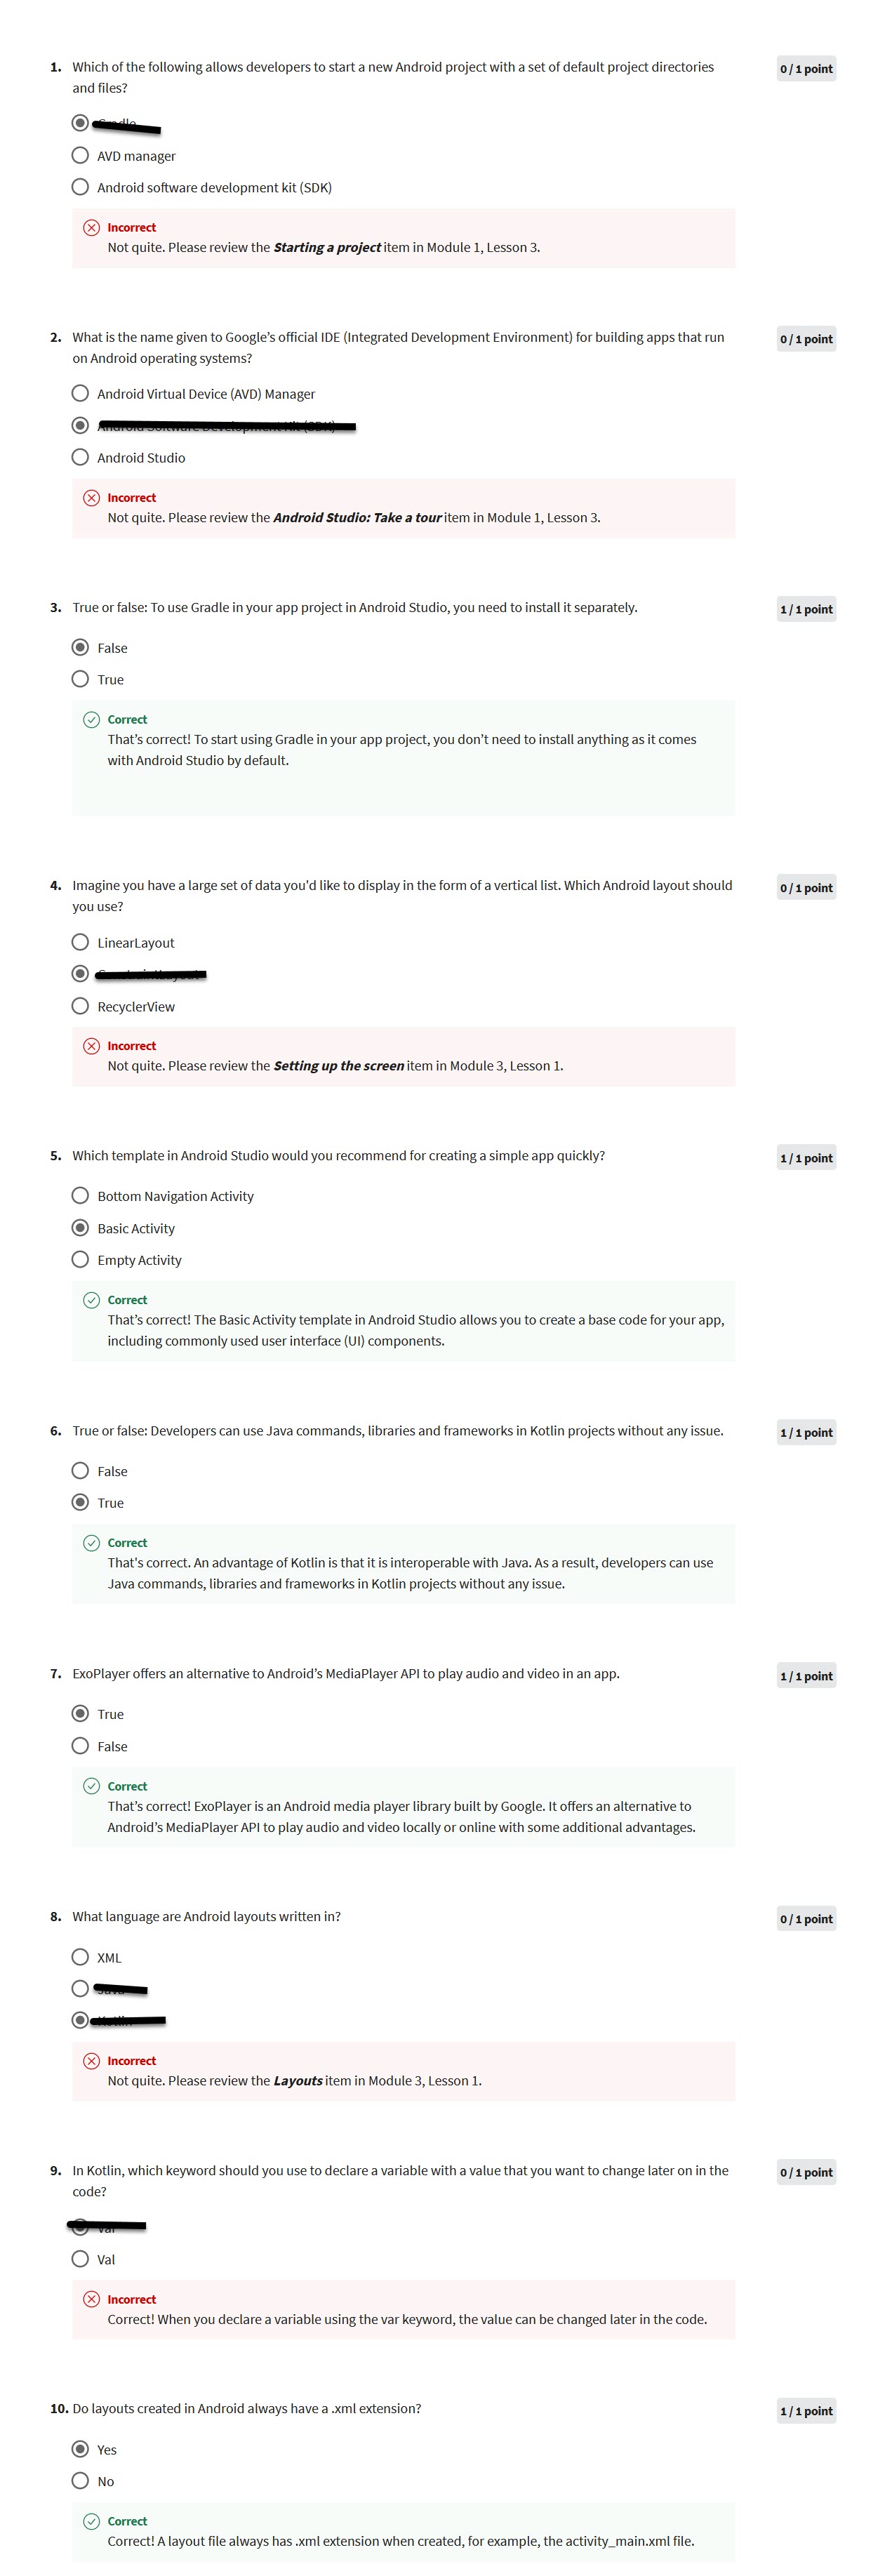 1. Which of the following allows developers to start a new Android project with a set of default project directories
and files?
0 / 1 point
AVD manager
Android software development kit (SDK)
Incorrect
Not quite. Please review the Starting a project item in Module 1, Lesson 3.
2. What is the name given to Google’s official IDE (Integrated Development Environment) for building apps that run
on Android operating systems?
0 / 1 point
Android Virtual Device (AVD) Manager
Android Studio
Incorrect
Not quite. Please review the Android Studio: Take a tour item in Module 1, Lesson 3.
3. True or false: To use Gradle in your app project in Android Studio, you need to install it separately.
1 / 1 point
False
True
Correct
That’s correct! To start using Gradle in your app project, you don’t need to install anything as it comes
with Android Studio by default.
4. Imagine you have a large set of data you'd like to display in the form of a vertical list. Which Android layout should
you use?
0 / 1 point
LinearLayout
RecyclerView
Incorrect
Not quite. Please review the Setting up the screen item in Module 3, Lesson 1.
5. Which template in Android Studio would you recommend for creating a simple app quickly?
1 / 1 point
Bottom Navigation Activity
Basic Activity
Empty Activity
Correct
That’s correct! The Basic Activity template in Android Studio allows you to create a base code for your app,
including commonly used user interface (UI) components.
6. True or false: Developers can use Java commands, libraries and frameworks in Kotlin projects without any issue.
1 / 1 point
False
True
Correct
That's correct. An advantage of Kotlin is that it is interoperable with Java. As a result, developers can use
Java commands, libraries and frameworks in Kotlin projects without any issue.
7. ExoPlayer offers an alternative to Android’s MediaPlayer API to play audio and video in an app.
1 / 1 point
True
False
Correct
That’s correct! ExoPlayer is an Android media player library built by Google. It offers an alternative to
Android’s MediaPlayer API to play audio and video locally or online with some additional advantages.
8. What language are Android layouts written in?
0 / 1 point
XML
Incorrect
Not quite. Please review the Layouts item in Module 3, Lesson 1.
9. In Kotlin, which keyword should you use to declare a variable with a value that you want to change later on in the
code?
0 / 1 point
Val
Incorrect
Correct! When you declare a variable using the var keyword, the value can be changed later in the code.
10. Do layouts created in Android always have a .xml extension?
1 / 1 point
Yes
No
Correct
Correct! A layout file always has .xml extension when created, for example, the activity_main.xml file.